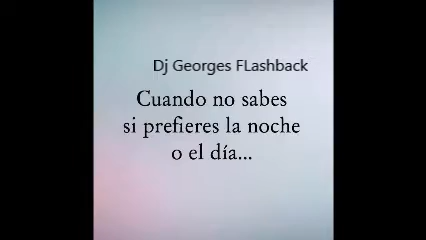 Dj Georges FLashback
Cuando no sabes
si prefieres la noche
o el día...